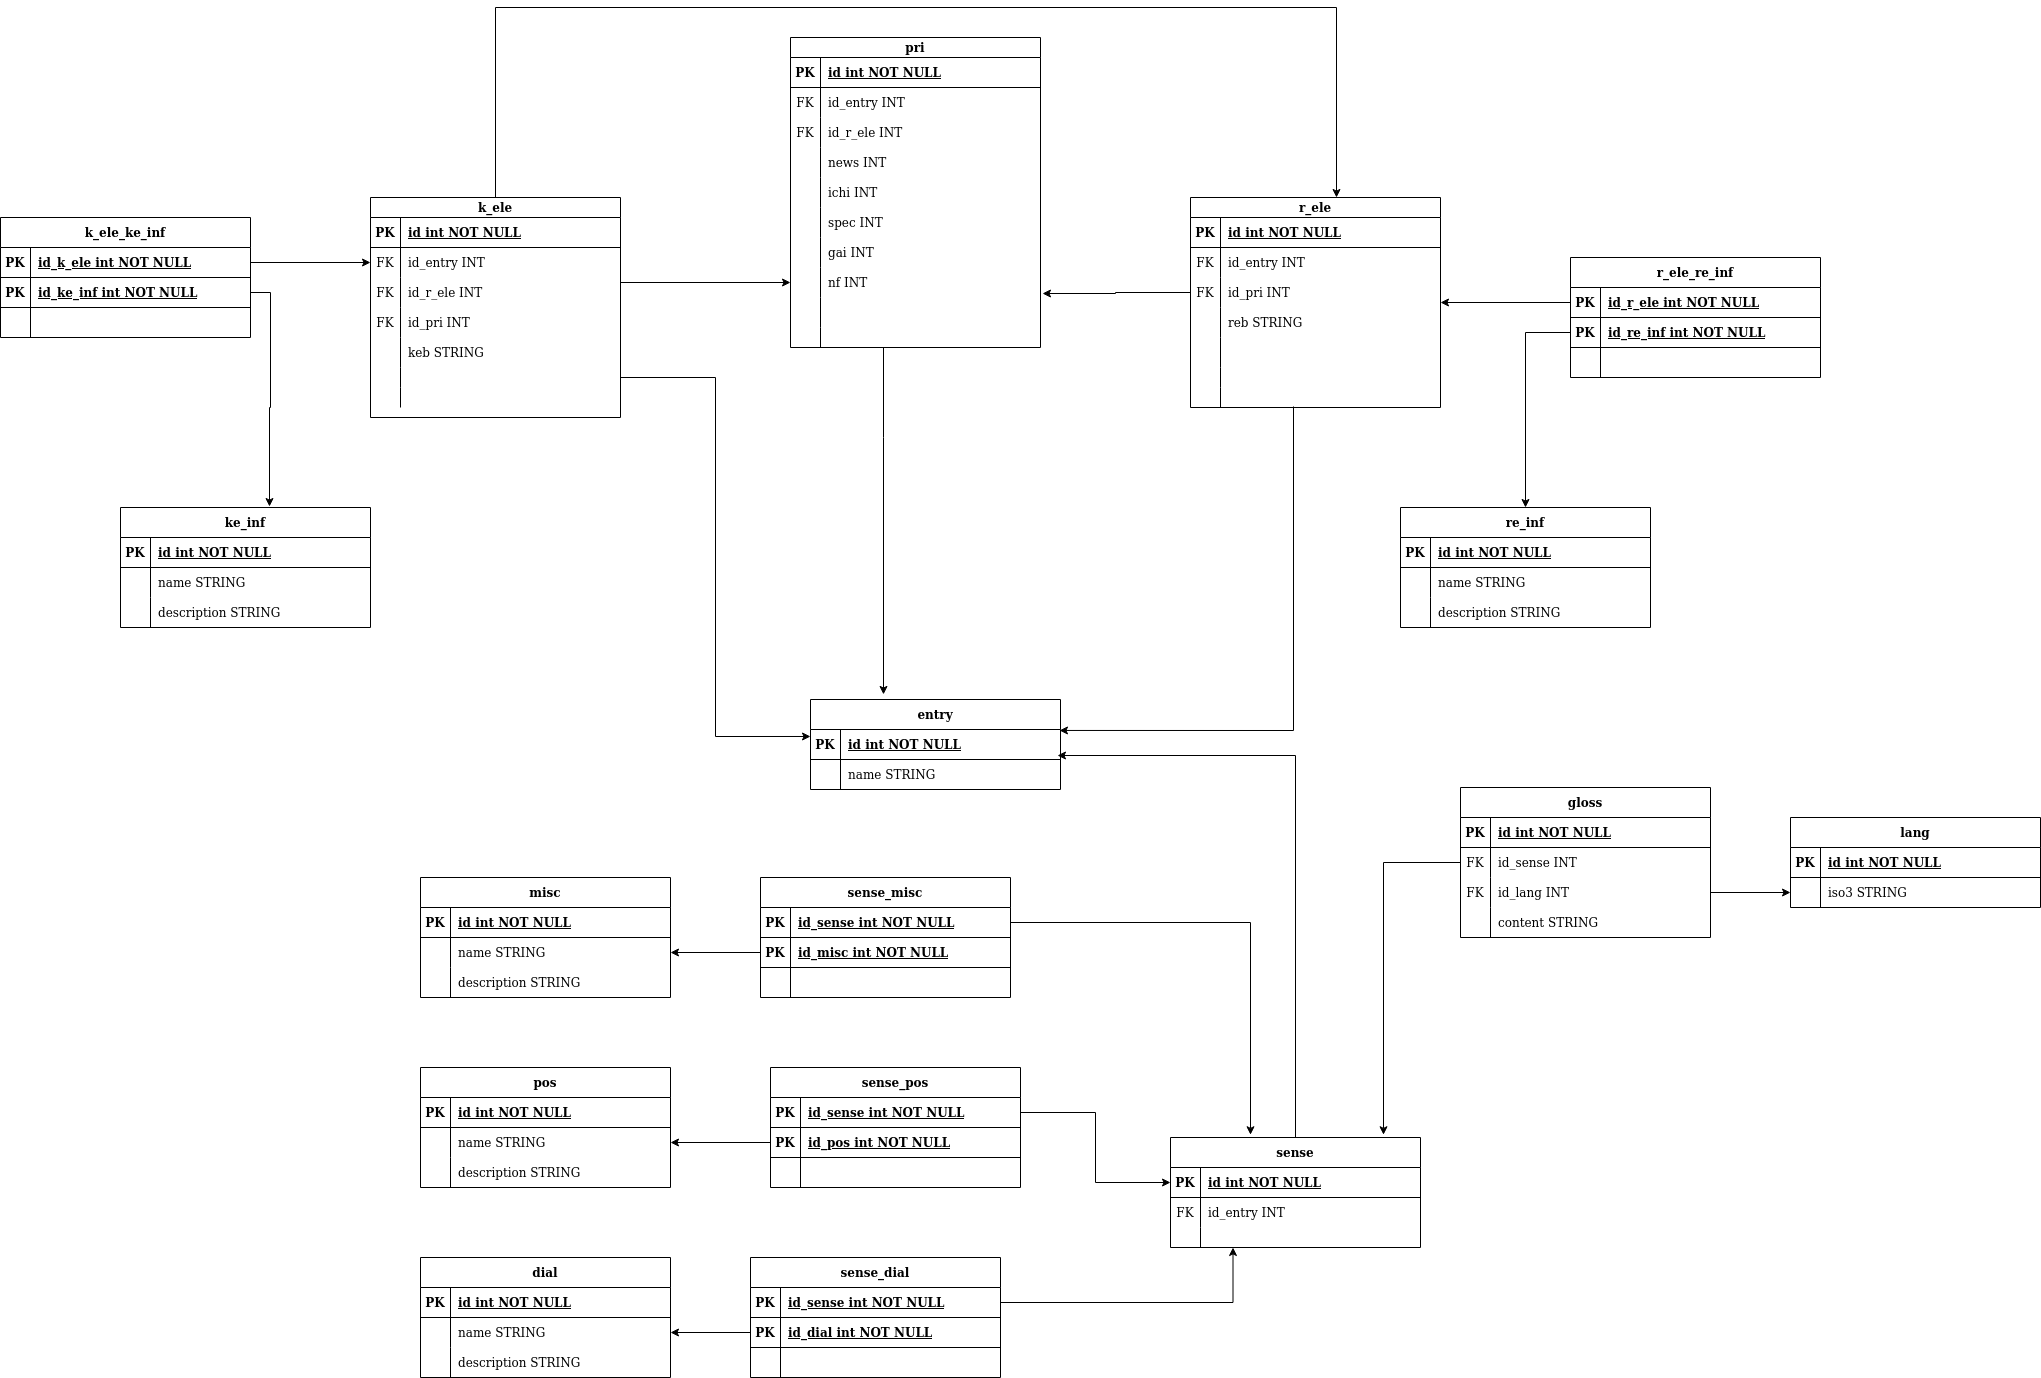 pri
PK id int NOT NULL
FK id_entry INT
FK id_r_ele INT
news INT
ichi INT
spec INT
gai INT
nf INT
k_ele
PK id int NOT NULL
FK id_entry INT
FK id_r_ele INT
FK id_pri INT
keb STRING
r_ele
PK id int NOT NULL
FK id_entry INT
FK id_pri INT
reb STRING
k_ele_ke_inf
PK id_k_ele int NOT NULL
PK id_ke_inf int NOT NULL
r_ele_re_inf
PK id_r_ele int NOT NULL
PK id_re_inf int NOT NULL
ke_inf
PK id int NOT NULL
name STRING
description STRING
re_inf
PK id int NOT NULL
name STRING
description STRING
entry
PK id int NOT NULL
name STRING
gloss
PK id int NOT NULL
FK id_sense INT
FK id_lang INT
content STRING
lang
PK id int NOT NULL
iso3 STRING
misc
PK id int NOT NULL
name STRING
description STRING
sense_misc
PK id_sense int NOT NULL
PK id_misc int NOT NULL
pos
PK id int NOT NULL
name STRING
description STRING
sense_pos
PK id_sense int NOT NULL
PK id_pos int NOT NULL
sense
PK id int NOT NULL
FK id_entry INT
dial
PK id int NOT NULL
name STRING
description STRING
sense_dial
PK id_sense int NOT NULL
PK id_dial int NOT NULL